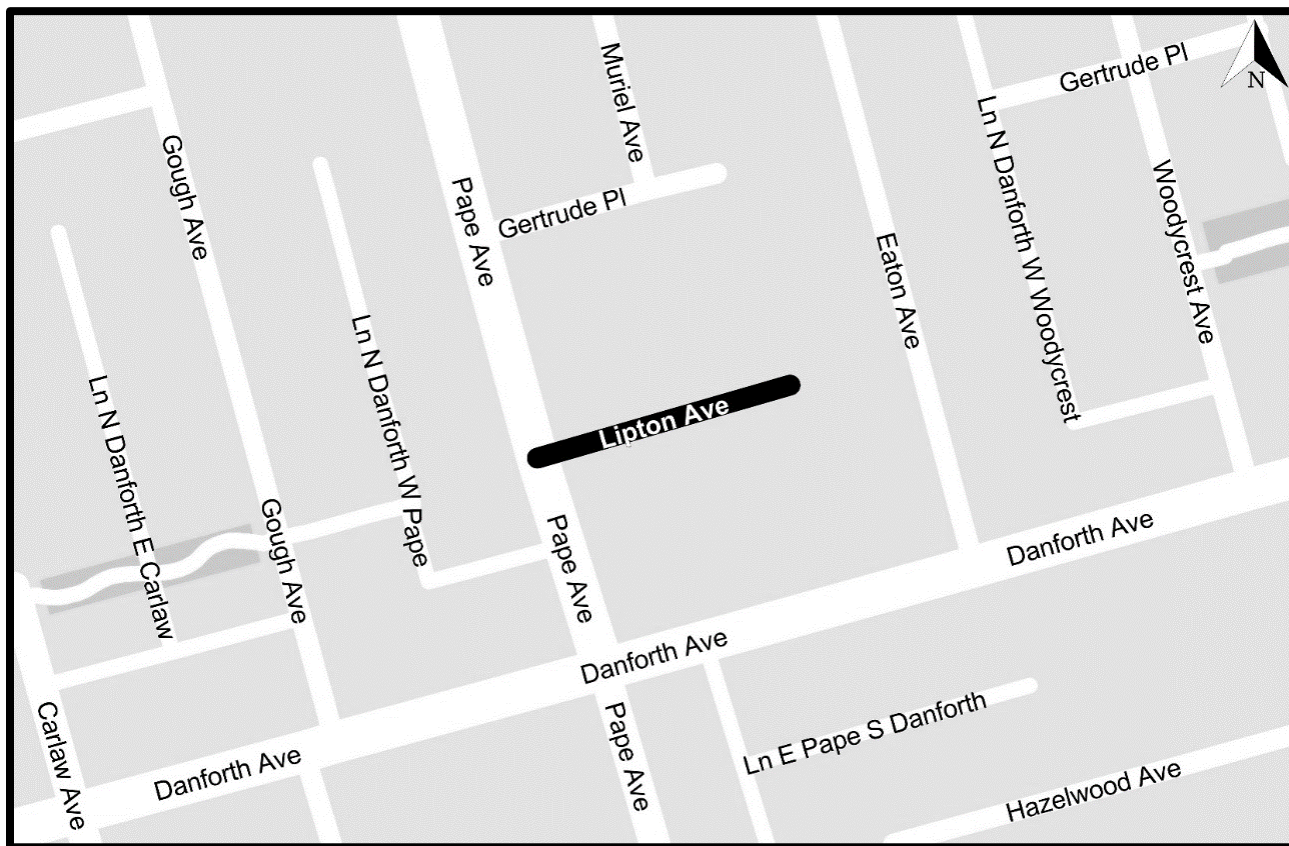 Muriel Ave
Gertrude Pl
N
Ln N Danforth W Woodycrest
Gough Ave
Pape Ave
Gertrude Pl
Woodycrest Ave
Eaton Ave
Ln N Danforth W Pape
Ln N Danforth E Carlaw
Lipton Ave
Gough Ave
Pape Ave
Danforth Ave
Danforth Ave
Carlaw Ave
Pape Ave
Ln E Pape S Danforth
Danforth Ave
Hazelwood Ave